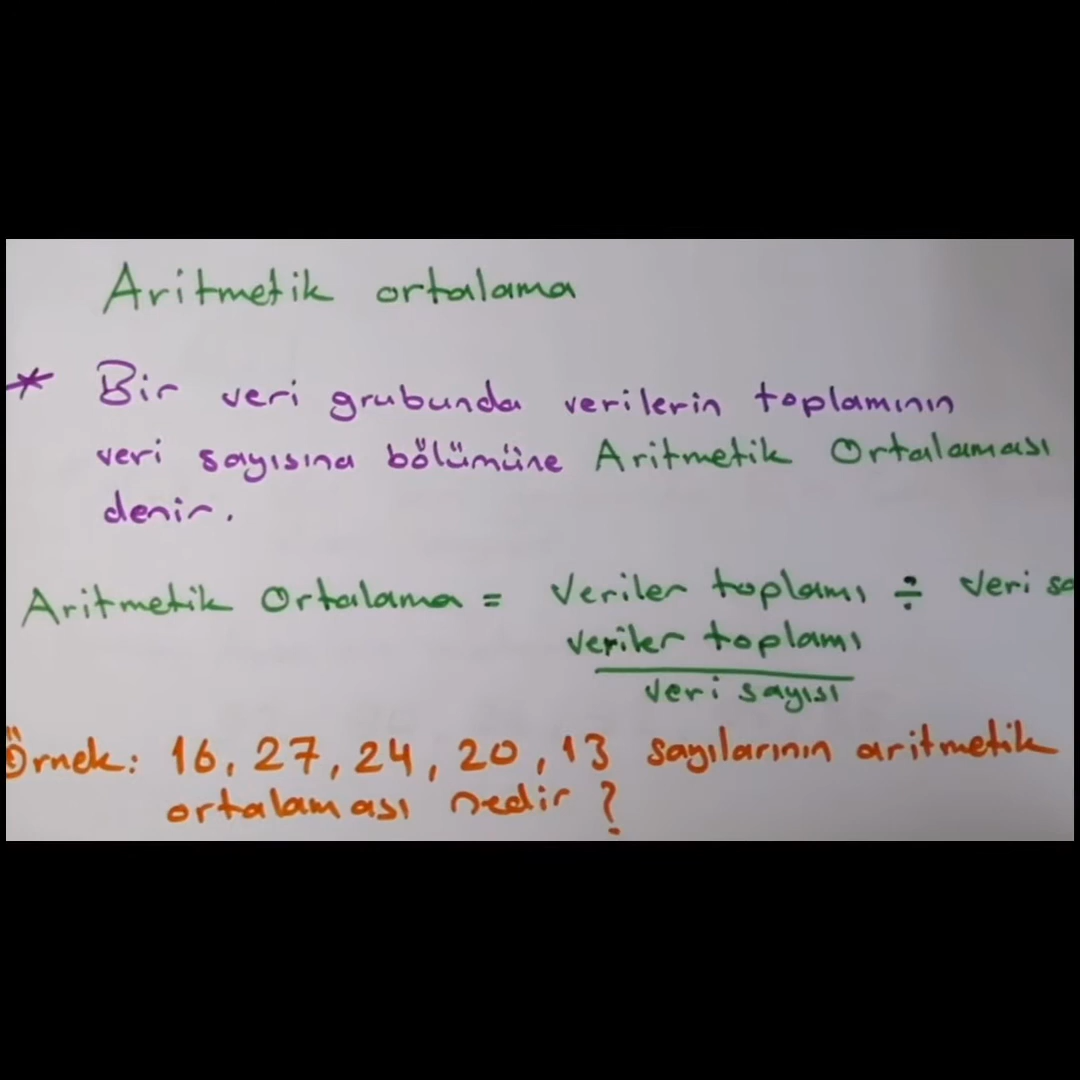 Aritmetik ortalama
* Bir veri grubunda verilerin toplamının
veri sayısına bölümüne Aritmetik Ortalaması
denir.
Aritmetik Ortalama = Veriler toplamı ÷ Veri sa
veriler toplamı
veri sayısı
Örnek: 16, 27, 24, 20, 13 sayılarının aritmetik
ortalaması nedir ?